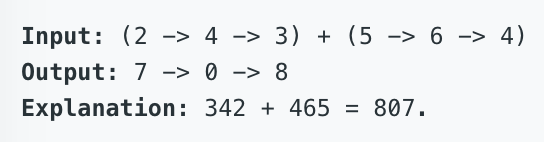 Input: (2 -> 4 -> 3) + (5 -> 6 -> 4)
Output: 7 -> 0 -> 8
Explanation: 342 + 465 = 807.